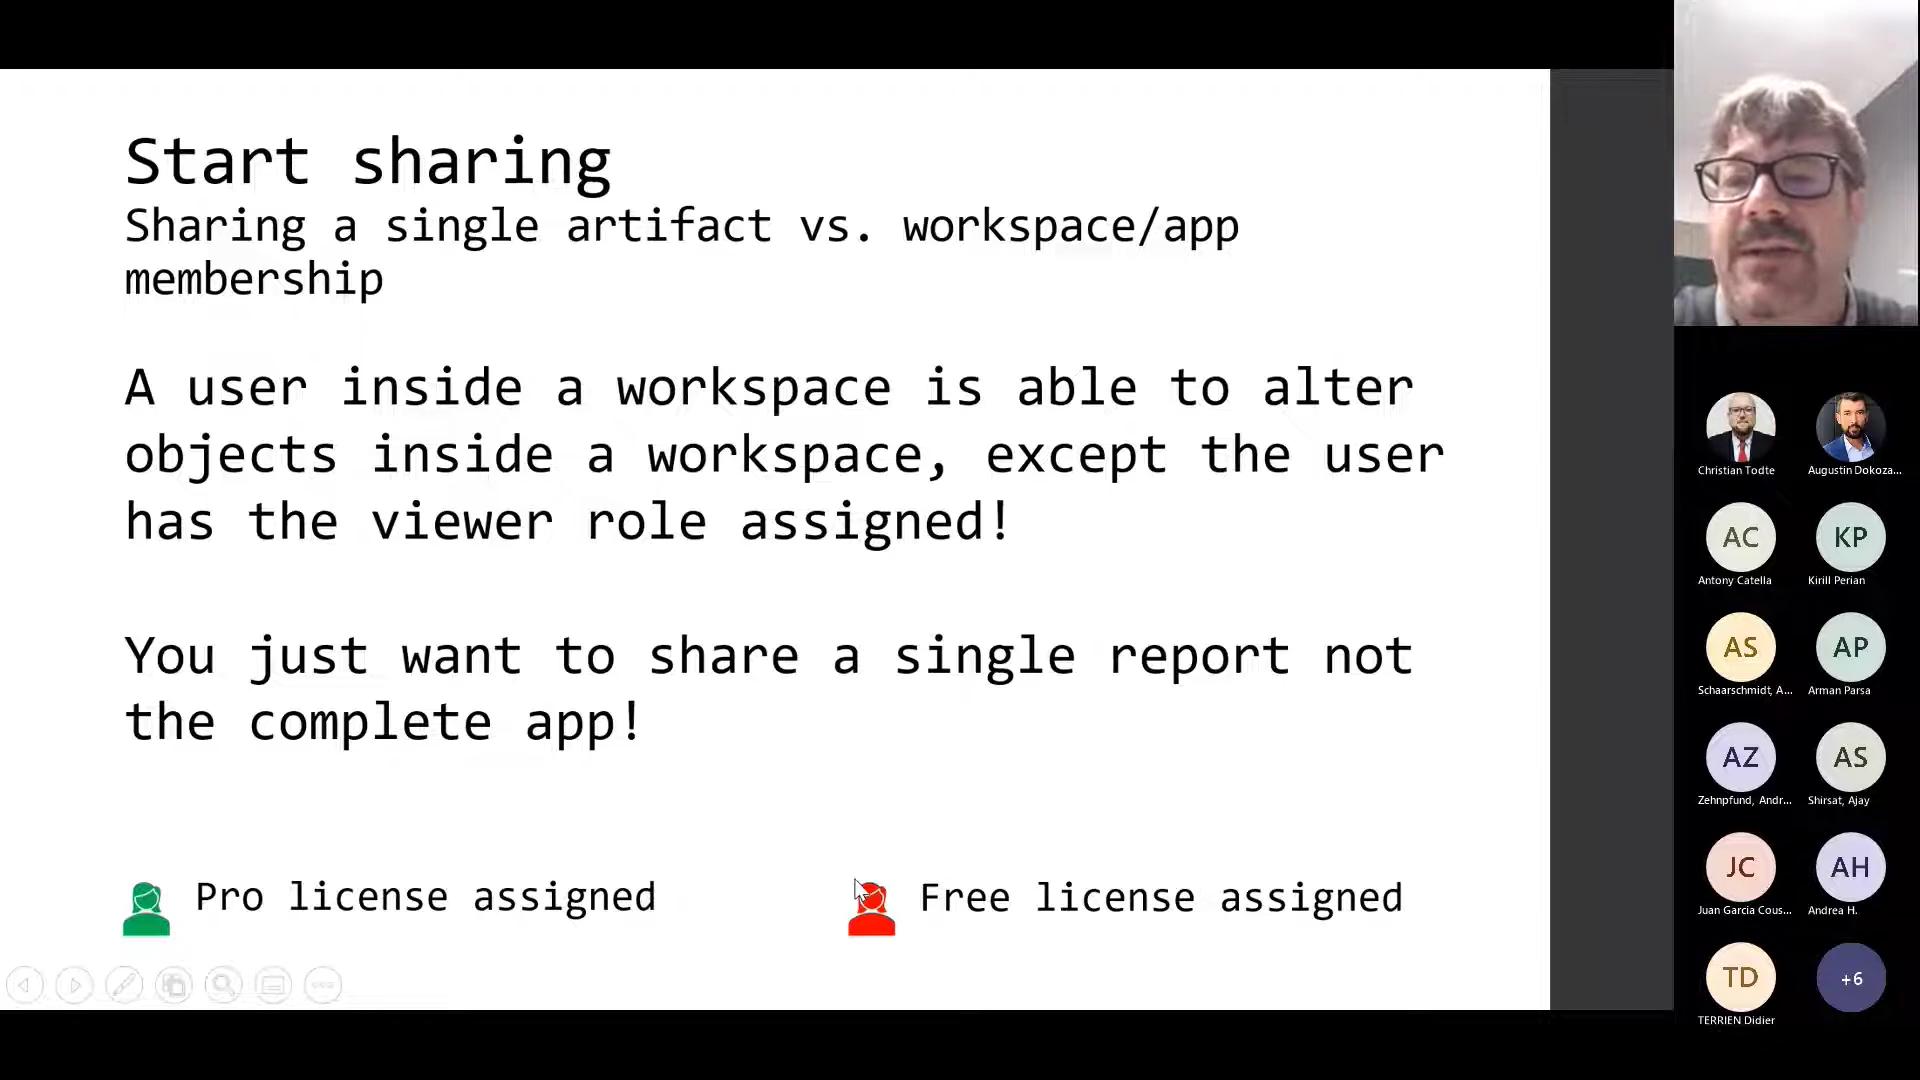 Start sharing
Sharing a single artifact vs. workspace/app
membership
A user inside a workspace is able to alter
objects inside a workspace, except the user
has the viewer role assigned!
You just want to share a single report not
the complete app!
Pro license assigned
Free license assigned
Christian Todte
Augustin Dokoza...
AC
KP
Antony Catella
Kirill Perian
AS
AP
Schaarschmidt, A...
Arman Parsa
AZ
AS
Zehnpfund, Andr...
Shirsat, Ajay
JC
AH
Juan Garcia Cous...
Andrea H.
TD
+6
TERRIEN Didier